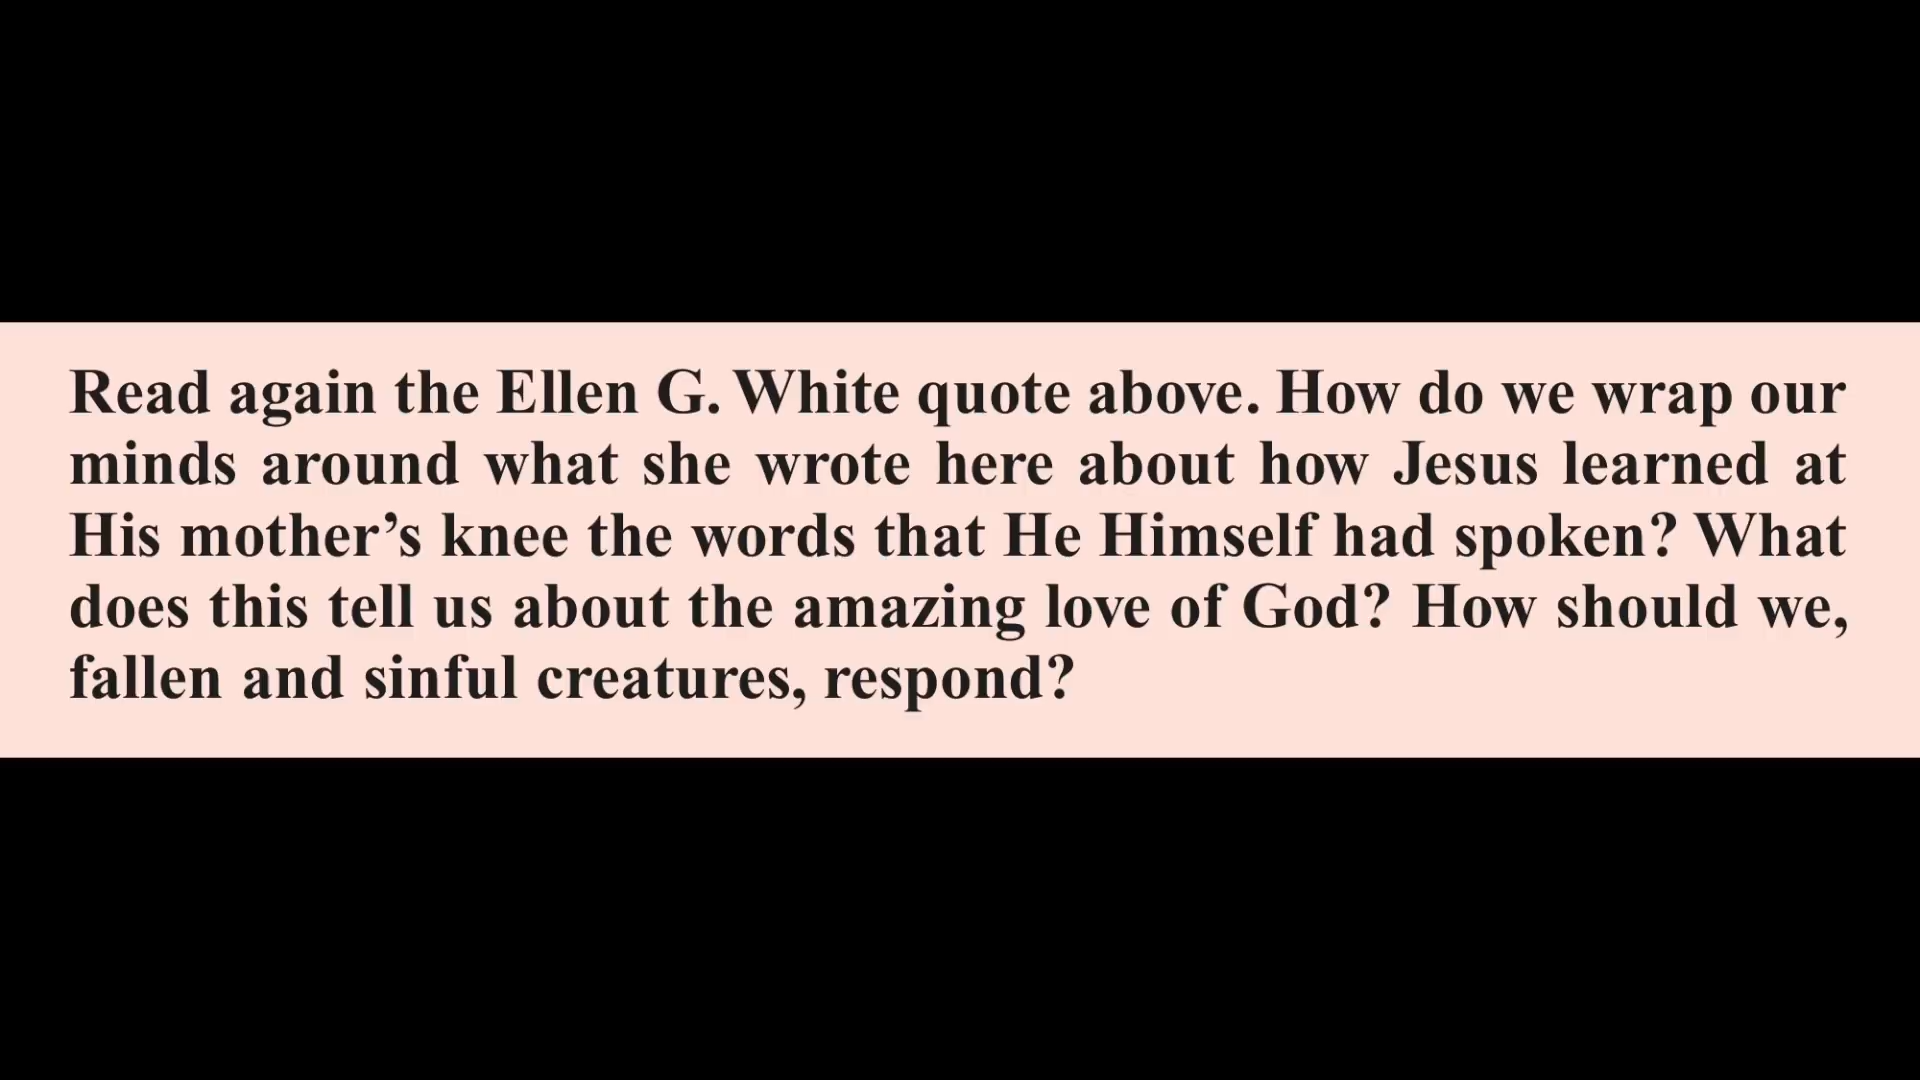 Read again the Ellen G. White quote above. How do we wrap our
minds around what she wrote here about how Jesus learned at
His mother’s knee the words that He Himself had spoken? What
does this tell us about the amazing love of God? How should we,
fallen and sinful creatures, respond?